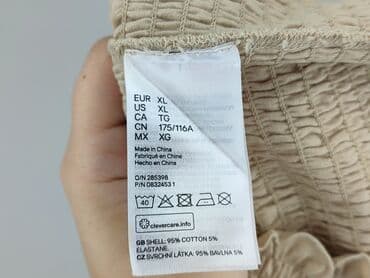 EUR XL
US XL
CA TG
CN 175/116A
MX XG
Made in China
Fabriqué en Chine
Hecho en China
O/N 285398
P/N 08324531
40
clevercare.info
GB SHELL: 95% COTTON 5%
ELASTANE.
CZ SVRCHNÍ LÁTKA: 95% BAVLNA 5%